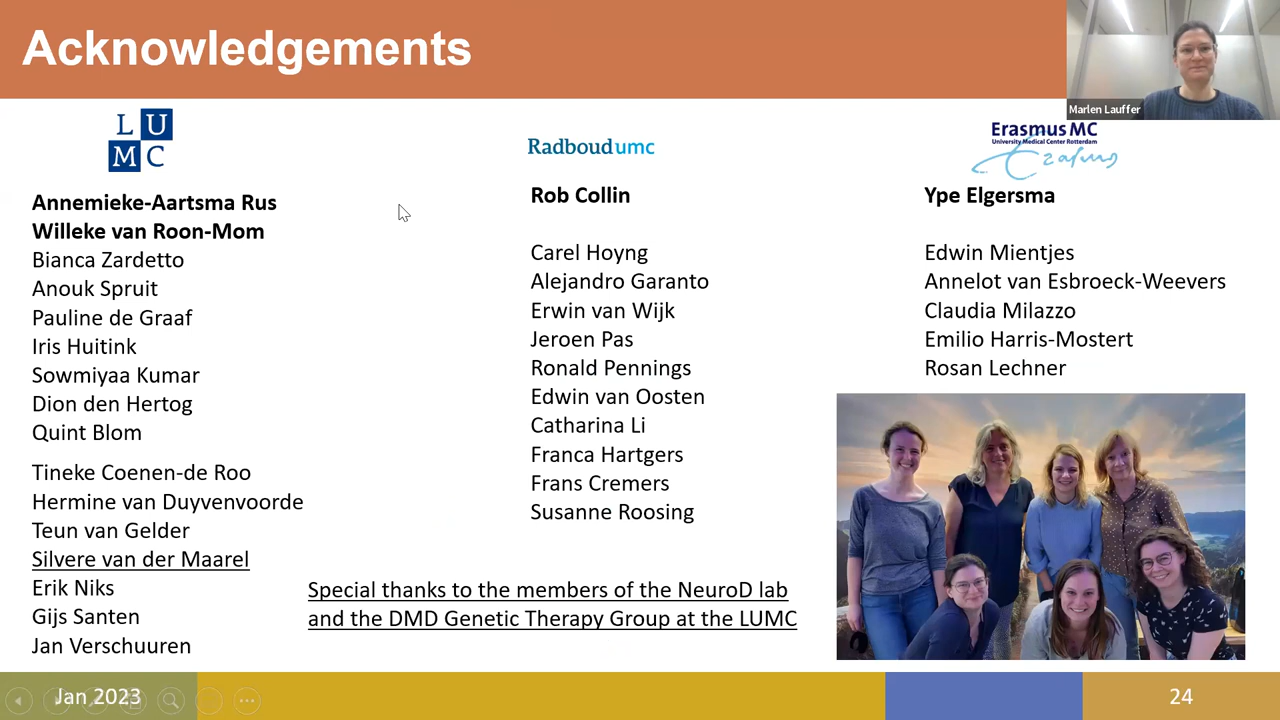 Acknowledgements
Marlen Lauffer
L U
M C
Annemieke-Aartsma Rus
Willeke van Roon-Mom
Bianca Zardetto
Anouk Spruit
Pauline de Graaf
Iris Huitink
Sowmiyaa Kumar
Dion den Hertog
Quint Blom
Tineke Coenen-de Roo
Hermine van Duyvenvoorde
Teun van Gelder
Silvere van der Maarel
Erik Niks
Gijs Santen
Jan Verschuuren
Radboudumc
Rob Collin
Carel Hoyng
Alejandro Garanto
Erwin van Wijk
Jeroen Pas
Ronald Pennings
Edwin van Oosten
Catharina Li
Franca Hartgers
Frans Cremers
Susanne Roosing
Special thanks to the members of the NeuroD lab
and the DMD Genetic Therapy Group at the LUMC
Erasmus MC
University Medical Center Rotterdam
Erasmus
Ype Elgersma
Edwin Mientjes
Annelot van Esbroeck-Weevers
Claudia Milazzo
Emilio Harris-Mostert
Rosan Lechner
Jan 2023
24